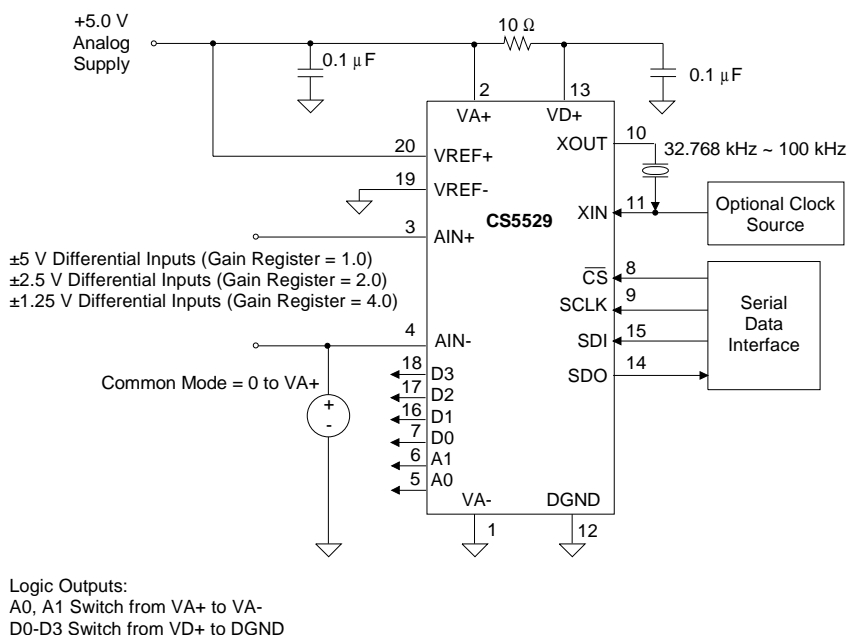 +5.0 V
Analog
Supply
10 Ω
0.1 µF
0.1 µF
2
13
VA+
VD+
XOUT
10
32.768 kHz ~ 100 kHz
20
VREF+
19
VREF-
CS5529
XIN
11
Optional Clock
Source
3
AIN+
±5 V Differential Inputs (Gain Register = 1.0)
±2.5 V Differential Inputs (Gain Register = 2.0)
±1.25 V Differential Inputs (Gain Register = 4.0)
CS
8
SCLK
9
SDI
15
SDO
14
Serial
Data
Interface
4
AIN-
Common Mode = 0 to VA+
+
-
18
D3
17
D2
16
D1
7
D0
6
A1
5
A0
VA-
DGND
1
12
Logic Outputs:
A0, A1 Switch from VA+ to VA-
D0-D3 Switch from VD+ to DGND